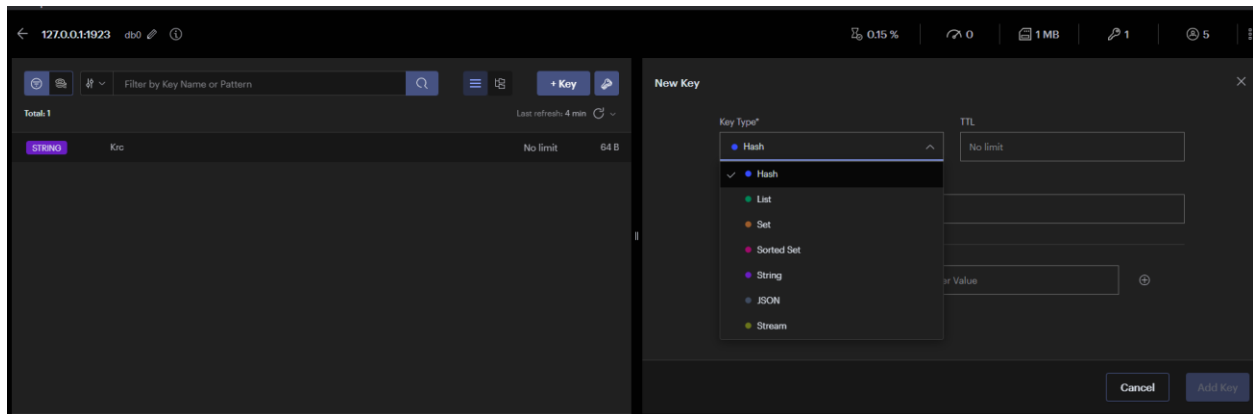 127.0.0.1:1923 db0 0.15 % 0 1 MB 1 5
Filter by Key Name or Pattern + Key
Total: 1 Last refresh: 4 min
STRING Krc No limit 64 B
New Key
Key Type* TTL
Hash No limit
Hash
List
Set
Sorted Set
String
Value
JSON
Stream
Cancel Add Key